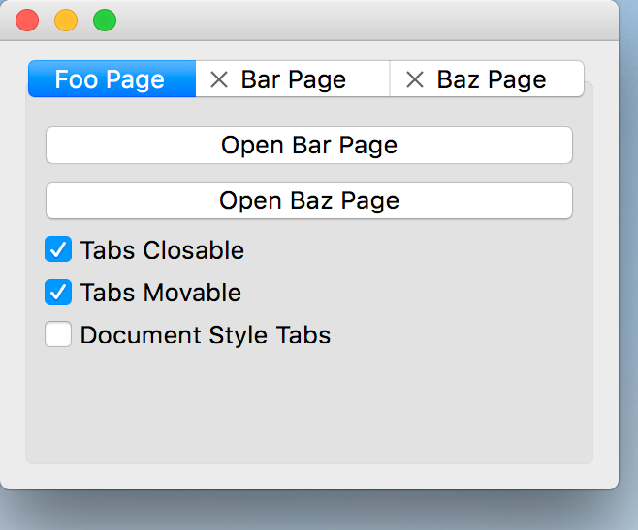 Foo Page Bar Page Baz Page
Open Bar Page
Open Baz Page
Tabs Closable
Tabs Movable
Document Style Tabs